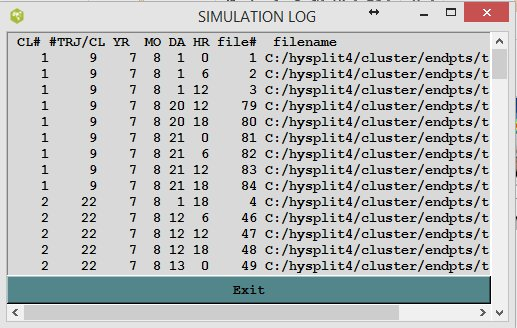 SIMULATION LOG
CL# #TRJ/CL YR MO DA HR file# filename
1 9 7 8 1 0 1 C:/hysplit4/cluster/endpts/t
1 9 7 8 1 6 2 C:/hysplit4/cluster/endpts/t
1 9 7 8 1 12 3 C:/hysplit4/cluster/endpts/t
1 9 7 8 20 12 79 C:/hysplit4/cluster/endpts/t
1 9 7 8 20 18 80 C:/hysplit4/cluster/endpts/t
1 9 7 8 21 0 81 C:/hysplit4/cluster/endpts/t
1 9 7 8 21 6 82 C:/hysplit4/cluster/endpts/t
1 9 7 8 21 12 83 C:/hysplit4/cluster/endpts/t
1 9 7 8 21 18 84 C:/hysplit4/cluster/endpts/t
2 22 7 8 1 18 4 C:/hysplit4/cluster/endpts/t
2 22 7 8 12 6 46 C:/hysplit4/cluster/endpts/t
2 22 7 8 12 12 47 C:/hysplit4/cluster/endpts/t
2 22 7 8 12 18 48 C:/hysplit4/cluster/endpts/t
2 22 7 8 13 0 49 C:/hysplit4/cluster/endpts/t
Exit